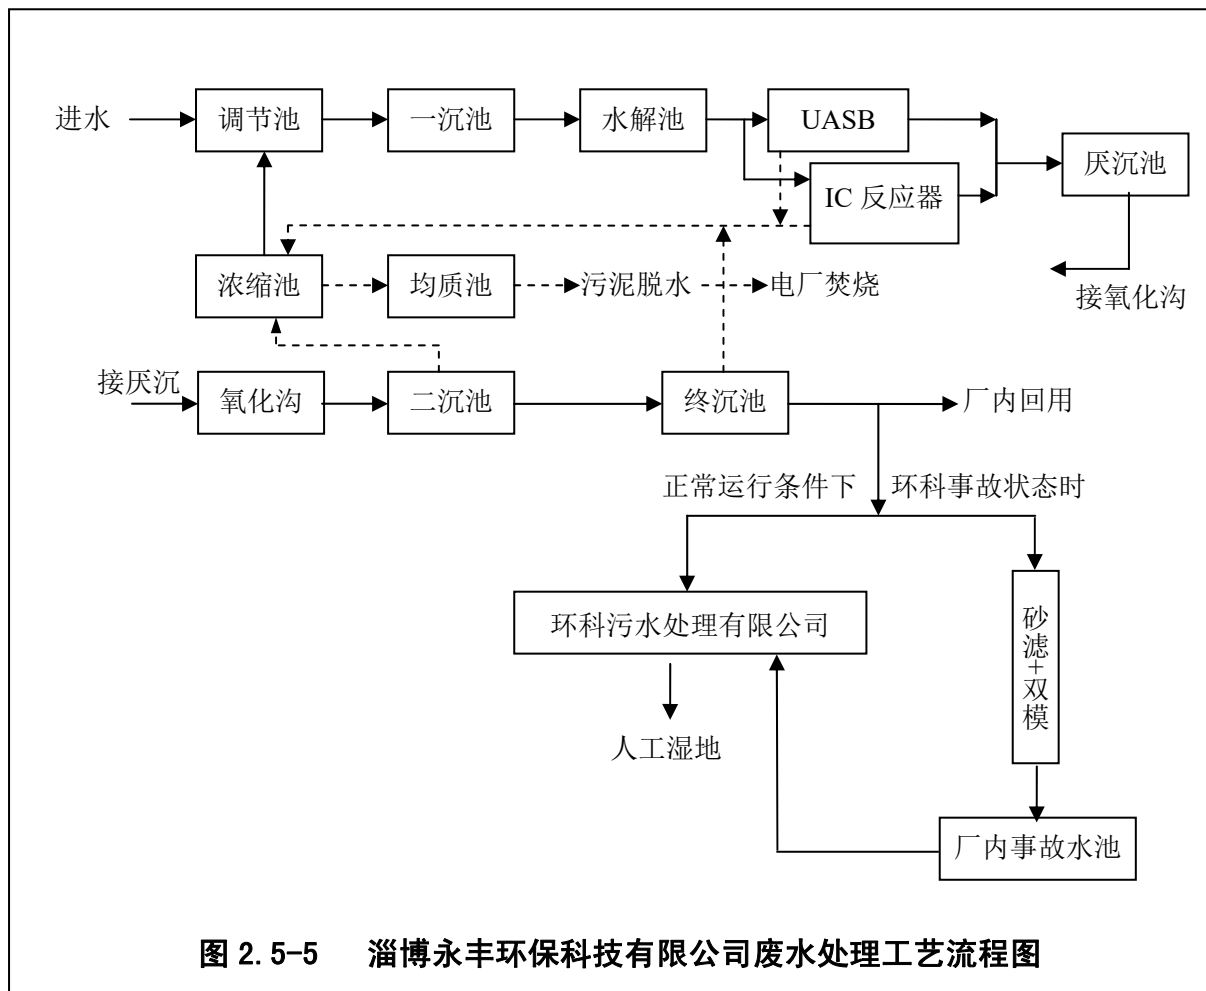 进水
调节池
一沉池
水解池
UASB
IC 反应器
厌沉池
浓缩池
均质池
污泥脱水
电厂焚烧
接氧化沟
接厌沉
氧化沟
二沉池
终沉池
厂内回用
正常运行条件下
环科事故状态时
环科污水处理有限公司
砂滤+双模
人工湿地
厂内事故水池
图 2.5-5 淄博永丰环保科技有限公司废水处理工艺流程图